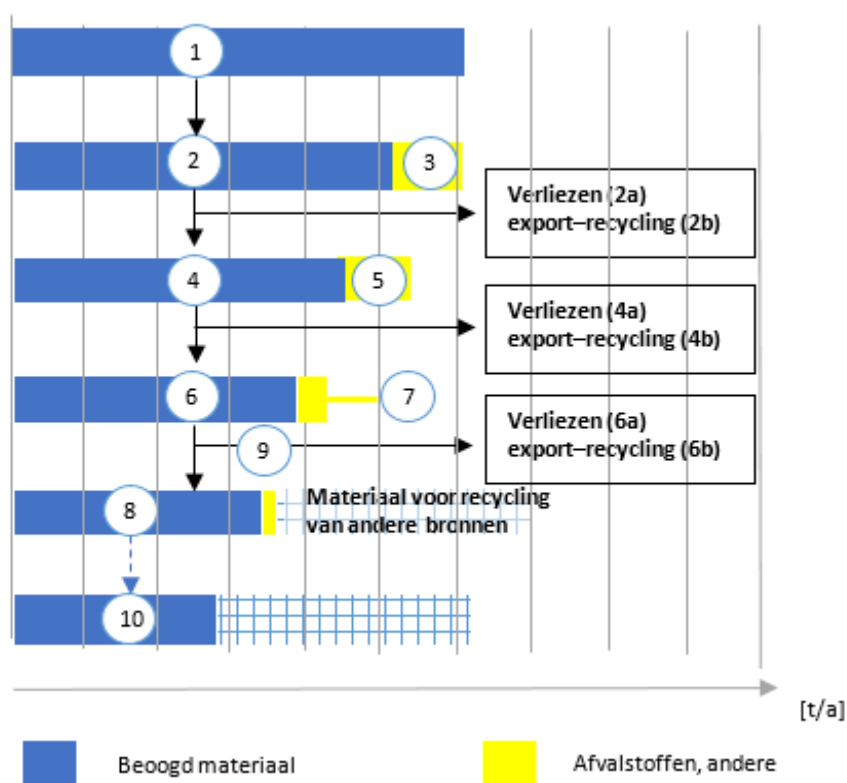 1
2
3
Verliezen (2a)
export–recycling (2b)
4
5
Verliezen (4a)
export–recycling (4b)
6
7
Verliezen (6a)
export–recycling (6b)
9
8
Materiaal voor recycling
van andere bronnen
10
[t/a]
Beoogd materiaal
Afvalstoffen, andere